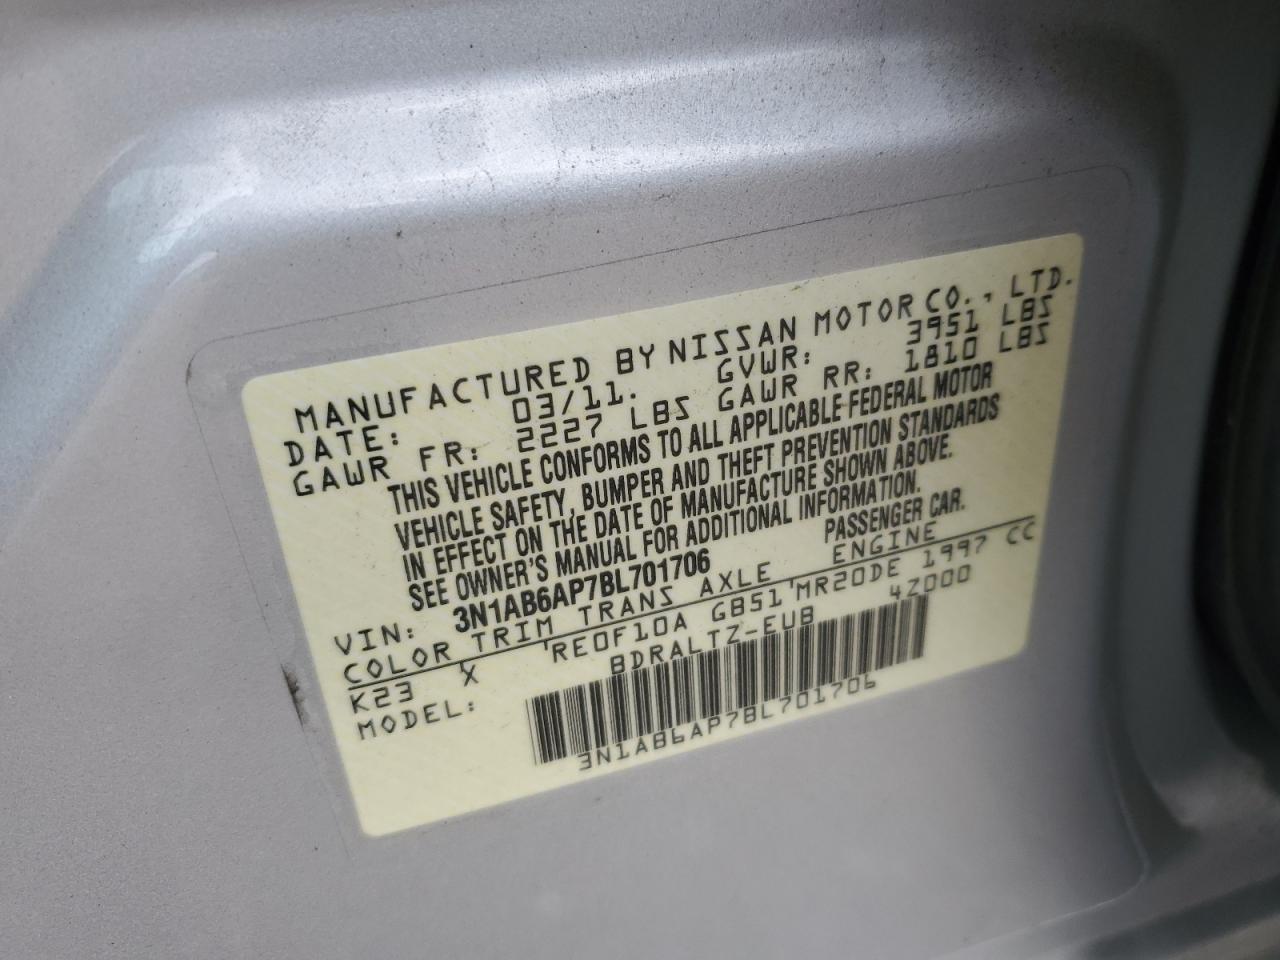 MANUFACTURED BY NISSAN MOTOR CO., LTD.
DATE: 03/11. GVWR: 3951 LBS
GAWR FR: 2227 LBS GAWR RR: 1810 LBS
THIS VEHICLE CONFORMS TO ALL APPLICABLE FEDERAL MOTOR
VEHICLE SAFETY, BUMPER AND THEFT PREVENTION STANDARDS
IN EFFECT ON THE DATE OF MANUFACTURE SHOWN ABOVE.
SEE OWNER'S MANUAL FOR ADDITIONAL INFORMATION.
VIN: 3N1AB6AP7BL701706 PASSENGER CAR.
COLOR TRIM TRANS AXLE ENGINE
K23 X RE0F10A GB51 MR20DE 1997 CC
MODEL: BDRALTZ-EUB 4Z000
3N1AB6AP7BL701706